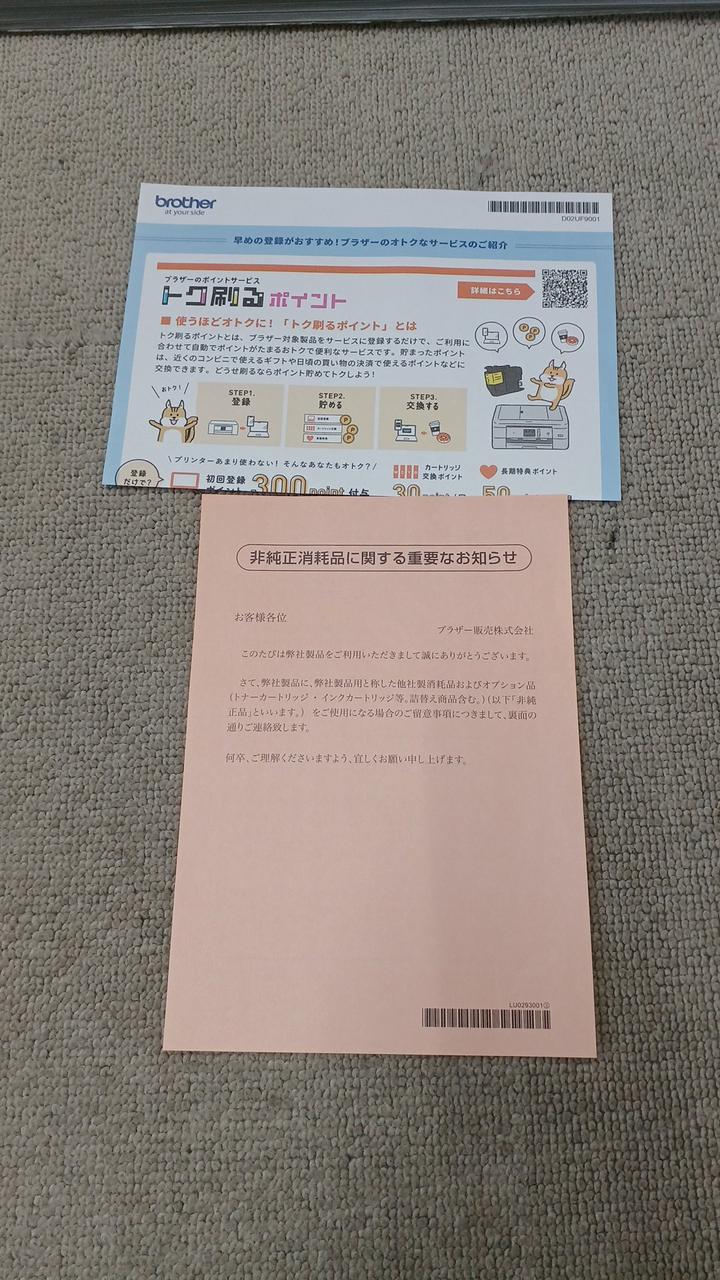 brother
at your side
D02UF9001
早めの登録がおすすめ!ブラザーのオトクなサービスのご紹介
ブラザーのポイントサービス
トク刷るポイント
詳細はこちら
■ 使うほどオトクに!「トク刷るポイント」とは
トク刷るポイントとは、ブラザー対象製品をサービスに登録するだけで、ご利用に
合わせて自動でポイントがたまるおトクで便利なサービスです。貯まったポイント
は、近くのコンビニで使えるギフトや日頃の買い物の決済で使えるポイントなどに
交換できます。どうせ刷るならポイント貯めてトクしよう!
おトク!
STEP1.
登録
STEP2.
貯める
STEP3.
交換する
\ プリンターあまり使わない! そんなあなたもオトク? /
登録
だけで?
初回登録
ポイント
300point 付与
カートリッジ
交換ポイント
30
長期特典ポイント
50
非純正消耗品に関する重要なお知らせ
お客様各位
ブラザー販売株式会社
このたびは弊社製品をご利用いただきまして誠にありがとうございます。
さて、弊社製品に、弊社製品用と称した他社製消耗品およびオプション品
(トナーカートリッジ・インクカートリッジ等。詰替え商品含む。)(以下「非純
正品」といいます。) をご使用になる場合のご留意事項につきまして、裏面の
通りご連絡致します。
何卒、ご理解くださいますよう、宜しくお願い申し上げます。
LU0293001③